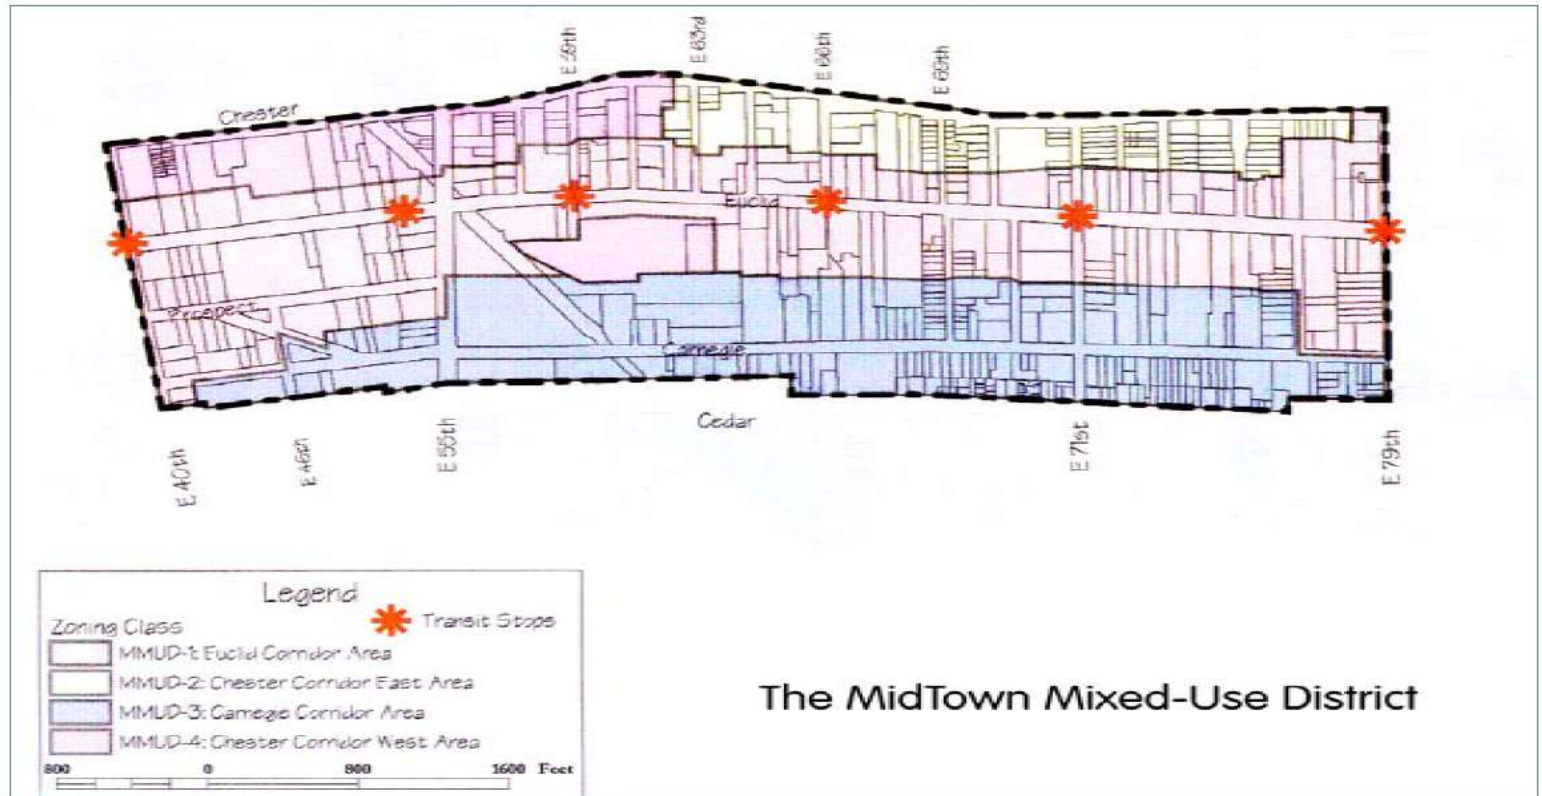 E 59th
E 63rd
E 66th
E 69th
Chester
Euclid
Prospect
Carnegie
Cedar
E 40th
E 46th
E 55th
E 71st
E 79th
Legend
Zoning Class
Transit Stops
MMUD-1: Euclid Corridor Area
MMUD-2: Chester Corridor East Area
MMUD-3: Carnegie Corridor Area
MMUD-4: Chester Corridor West Area
800 0 800 1600 Feet
The MidTown Mixed-Use District